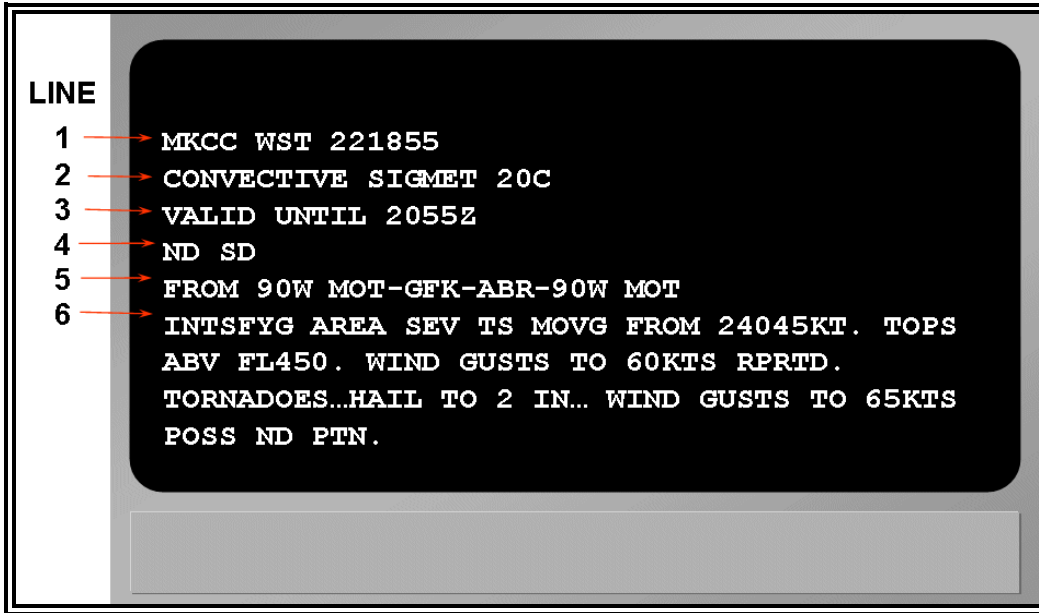 LINE
1 MKCC WST 221855
2 CONVECTIVE SIGMET 20C
3 VALID UNTIL 2055Z
4 ND SD
5 FROM 90W MOT-GFK-ABR-90W MOT
6 INTSFYG AREA SEV TS MOVG FROM 24045KT. TOPS
ABV FL450. WIND GUSTS TO 60KTS RPRTD.
TORNADOES…HAIL TO 2 IN… WIND GUSTS TO 65KTS
POSS ND PTN.